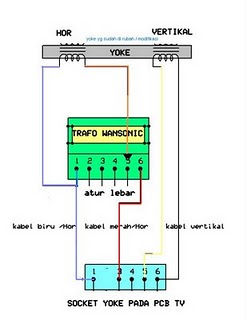 HOR
VERTIKAL
yoke yg sudah di rubah / modifikasi
YOKE
TRAFO WANSONIC
1 2 3 4 5 6
atur lebar
kabel biru /Hor kabel merah/Hor kabel vertikal
1 3 4 5 6
SOCKET YOKE PADA PCB TV